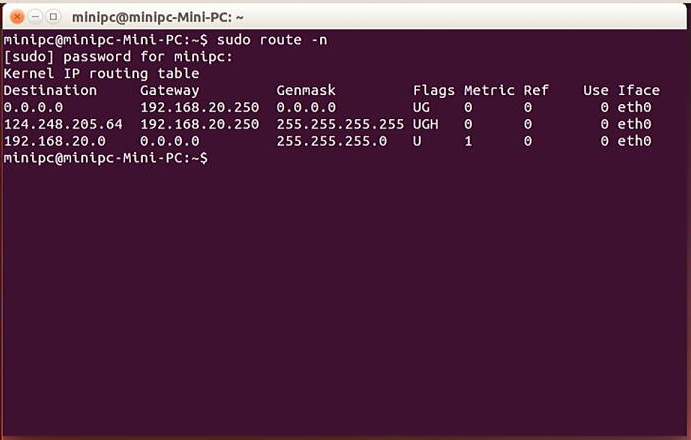 minipc@minipc-Mini-PC: ~
minipc@minipc-Mini-PC:~$ sudo route -n
[sudo] password for minipc:
Kernel IP routing table
Destination     Gateway         Genmask         Flags Metric Ref    Use Iface
0.0.0.0         192.168.20.250  0.0.0.0         UG    0      0        0 eth0
124.248.205.64  192.168.20.250  255.255.255.255 UGH   0      0        0 eth0
192.168.20.0    0.0.0.0         255.255.255.0   U     1      0        0 eth0
minipc@minipc-Mini-PC:~$